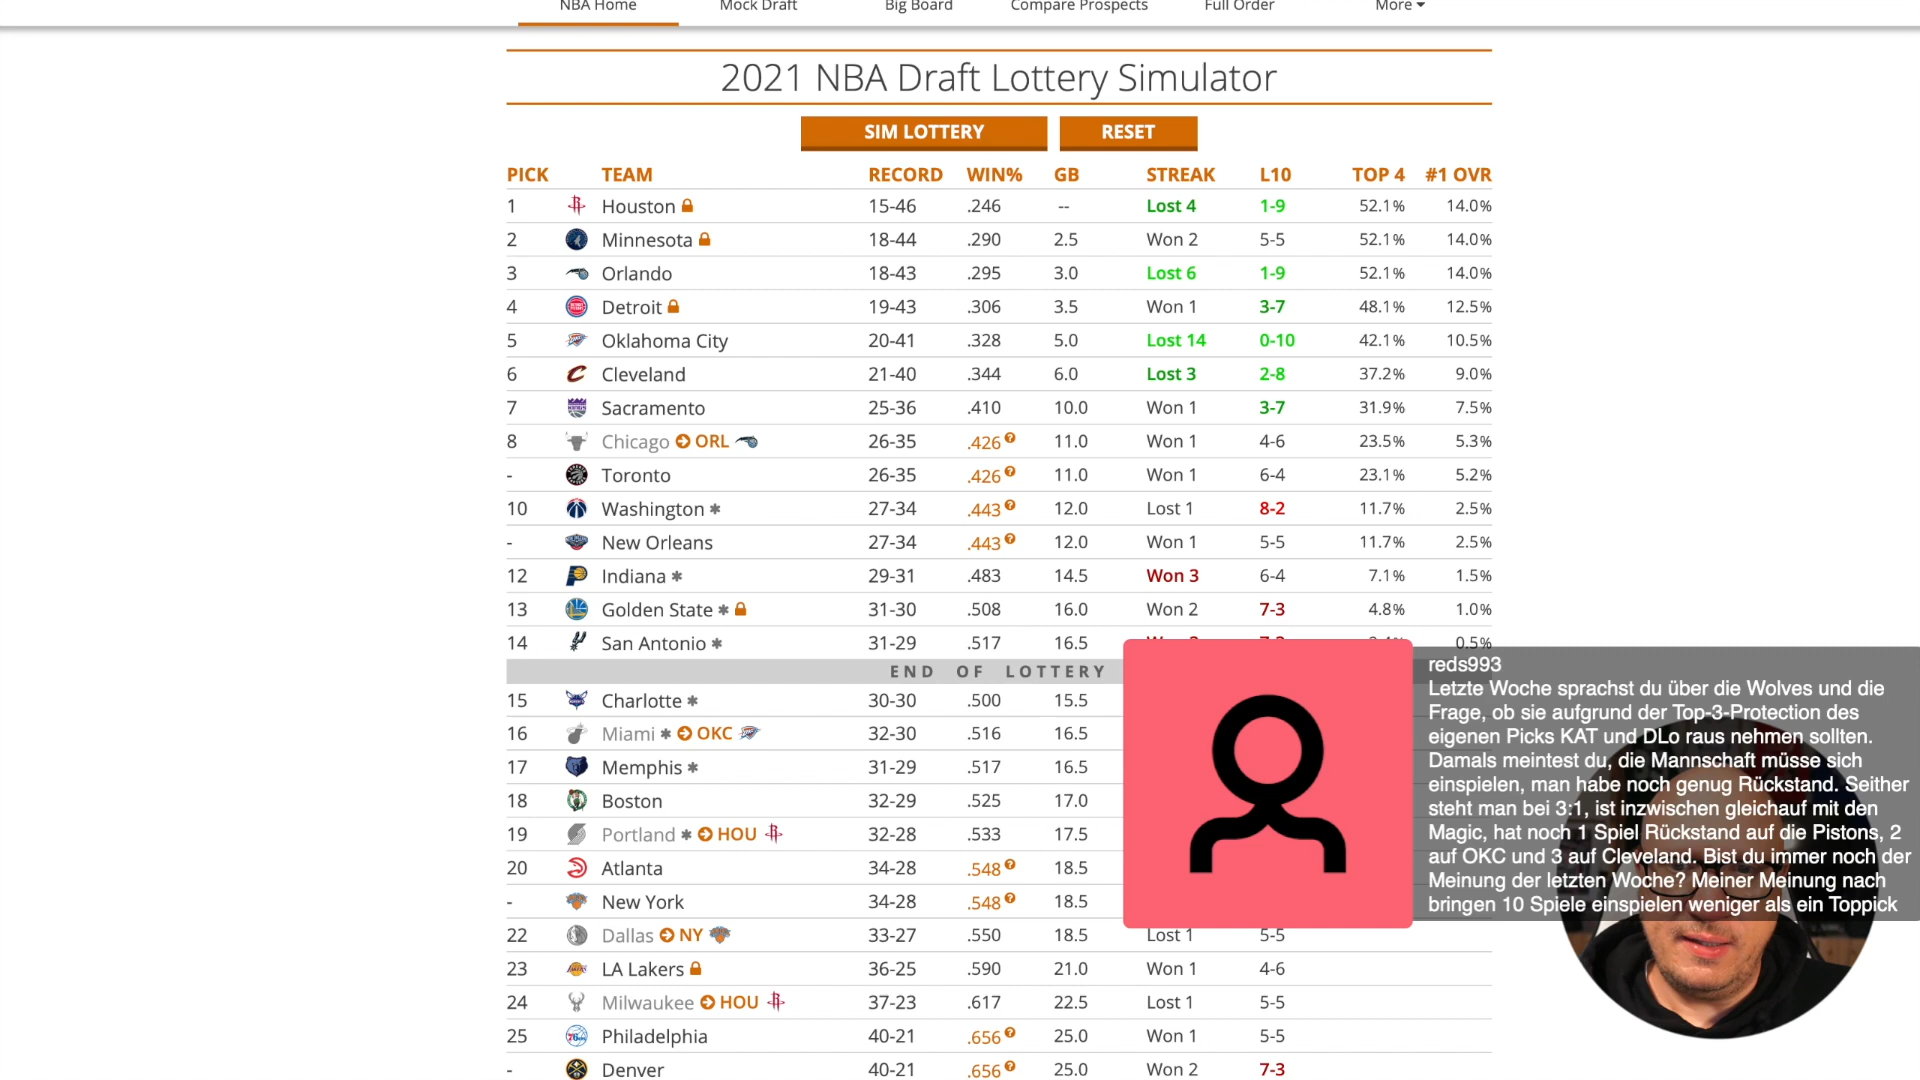 NBA Home Mock Draft Big Board Compare Prospects Full Order More
2021 NBA Draft Lottery Simulator
SIM LOTTERY RESET
PICK TEAM RECORD WIN% GB STREAK L10 TOP 4 #1 OVR
1 Houston 15-46 .246 -- Lost 4 1-9 52.1% 14.0%
2 Minnesota 18-44 .290 2.5 Won 2 5-5 52.1% 14.0%
3 Orlando 18-43 .295 3.0 Lost 6 1-9 52.1% 14.0%
4 Detroit 19-43 .306 3.5 Won 1 3-7 48.1% 12.5%
5 Oklahoma City 20-41 .328 5.0 Lost 14 0-10 42.1% 10.5%
6 Cleveland 21-40 .344 6.0 Lost 3 2-8 37.2% 9.0%
7 Sacramento 25-36 .410 10.0 Won 1 3-7 31.9% 7.5%
8 Chicago ORL 26-35 .426 ? 11.0 Won 1 4-6 23.5% 5.3%
- Toronto 26-35 .426 ? 11.0 Won 1 6-4 23.1% 5.2%
10 Washington * 27-34 .443 ? 12.0 Lost 1 8-2 11.7% 2.5%
- New Orleans 27-34 .443 ? 12.0 Won 1 5-5 11.7% 2.5%
12 Indiana * 29-31 .483 14.5 Won 3 6-4 7.1% 1.5%
13 Golden State * 31-30 .508 16.0 Won 2 7-3 4.8% 1.0%
14 San Antonio * 31-29 .517 16.5 0.5%
END OF LOTTERY
15 Charlotte * 30-30 .500 15.5
16 Miami * OKC 32-30 .516 16.5
17 Memphis * 31-29 .517 16.5
18 Boston 32-29 .525 17.0
19 Portland * HOU 32-28 .533 17.5
20 Atlanta 34-28 .548 ? 18.5
- New York 34-28 .548 ? 18.5
22 Dallas NY 33-27 .550 18.5 Lost 1 5-5
23 LA Lakers 36-25 .590 21.0 Won 1 4-6
24 Milwaukee HOU 37-23 .617 22.5 Lost 1 5-5
25 Philadelphia 40-21 .656 ? 25.0 Won 1 5-5
- Denver 40-21 .656 ? 25.0 Won 2 7-3
reds993
Letzte Woche sprachst du über die Wolves und die
Frage, ob sie aufgrund der Top-3-Protection des
eigenen Picks KAT und DLo raus nehmen sollten.
Damals meintest du, die Mannschaft müsse sich
einspielen, man habe noch genug Rückstand. Seither
steht man bei 3:1, ist inzwischen gleichauf mit den
Magic, hat noch 1 Spiel Rückstand auf die Pistons, 2
auf OKC und 3 auf Cleveland. Bist du immer noch der
Meinung der letzten Woche? Meiner Meinung nach
bringen 10 Spiele einspielen weniger als ein Toppick